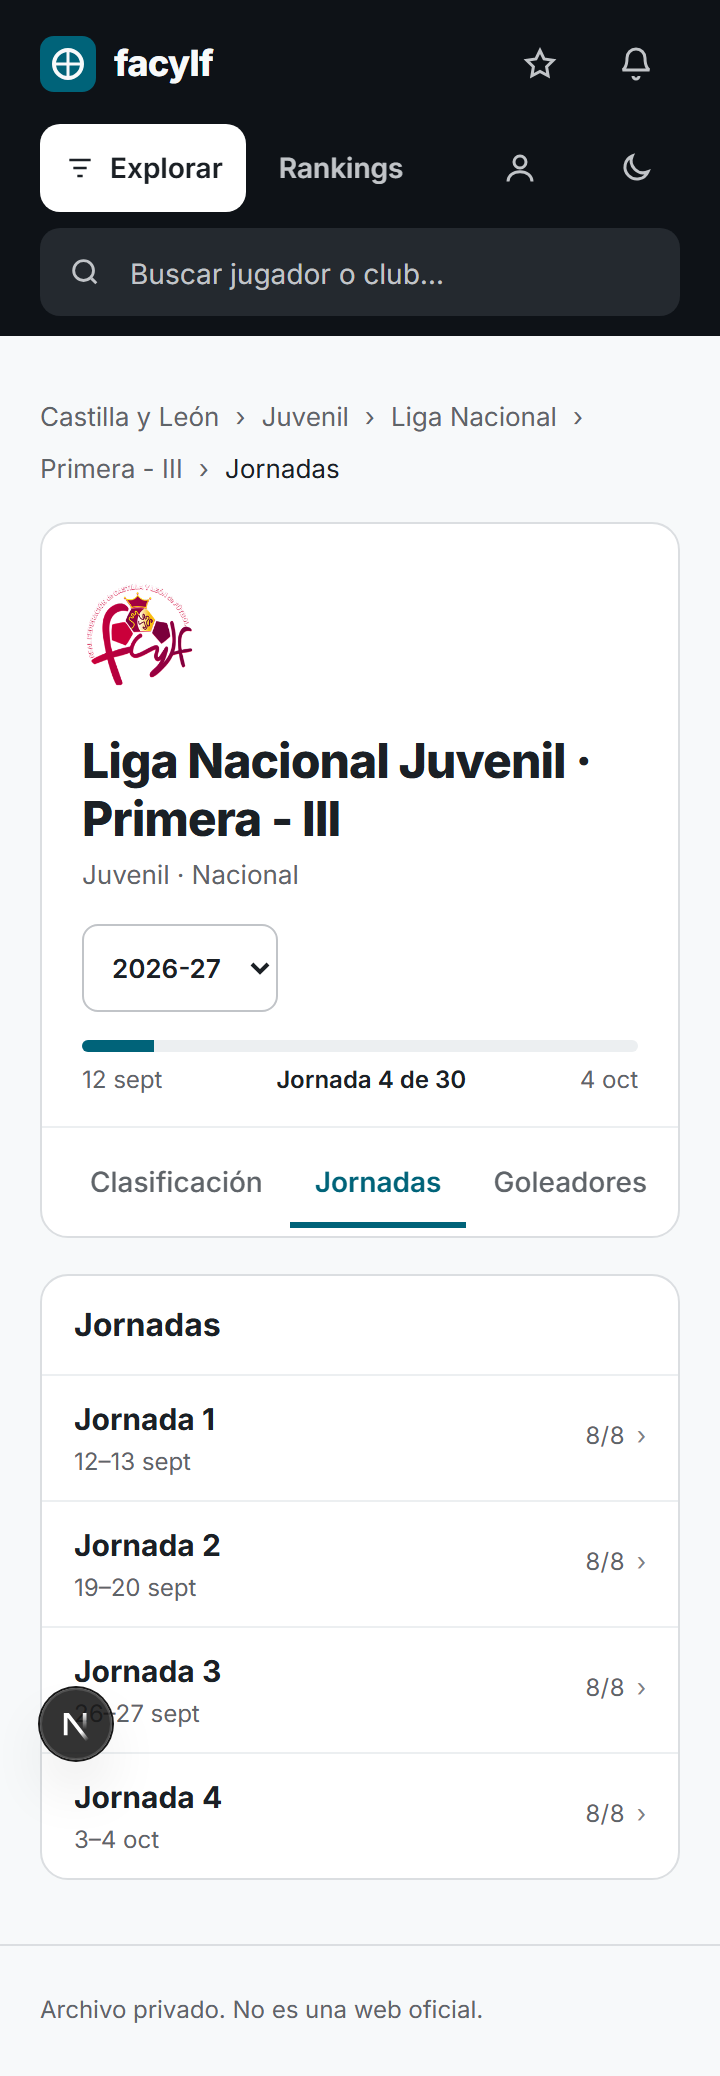 facylf
Explorar
Rankings
Buscar jugador o club...
Castilla y León › Juvenil › Liga Nacional ›
Primera - III › Jornadas
fcylf
Liga Nacional Juvenil ·
Primera - III
Juvenil · Nacional
2026-27
12 sept
Jornada 4 de 30
4 oct
Clasificación
Jornadas
Goleadores
Jornadas
Jornada 1
12–13 sept
8/8 ›
Jornada 2
19–20 sept
8/8 ›
Jornada 3
26–27 sept
8/8 ›
N
Jornada 4
3–4 oct
8/8 ›
Archivo privado. No es una web oficial.